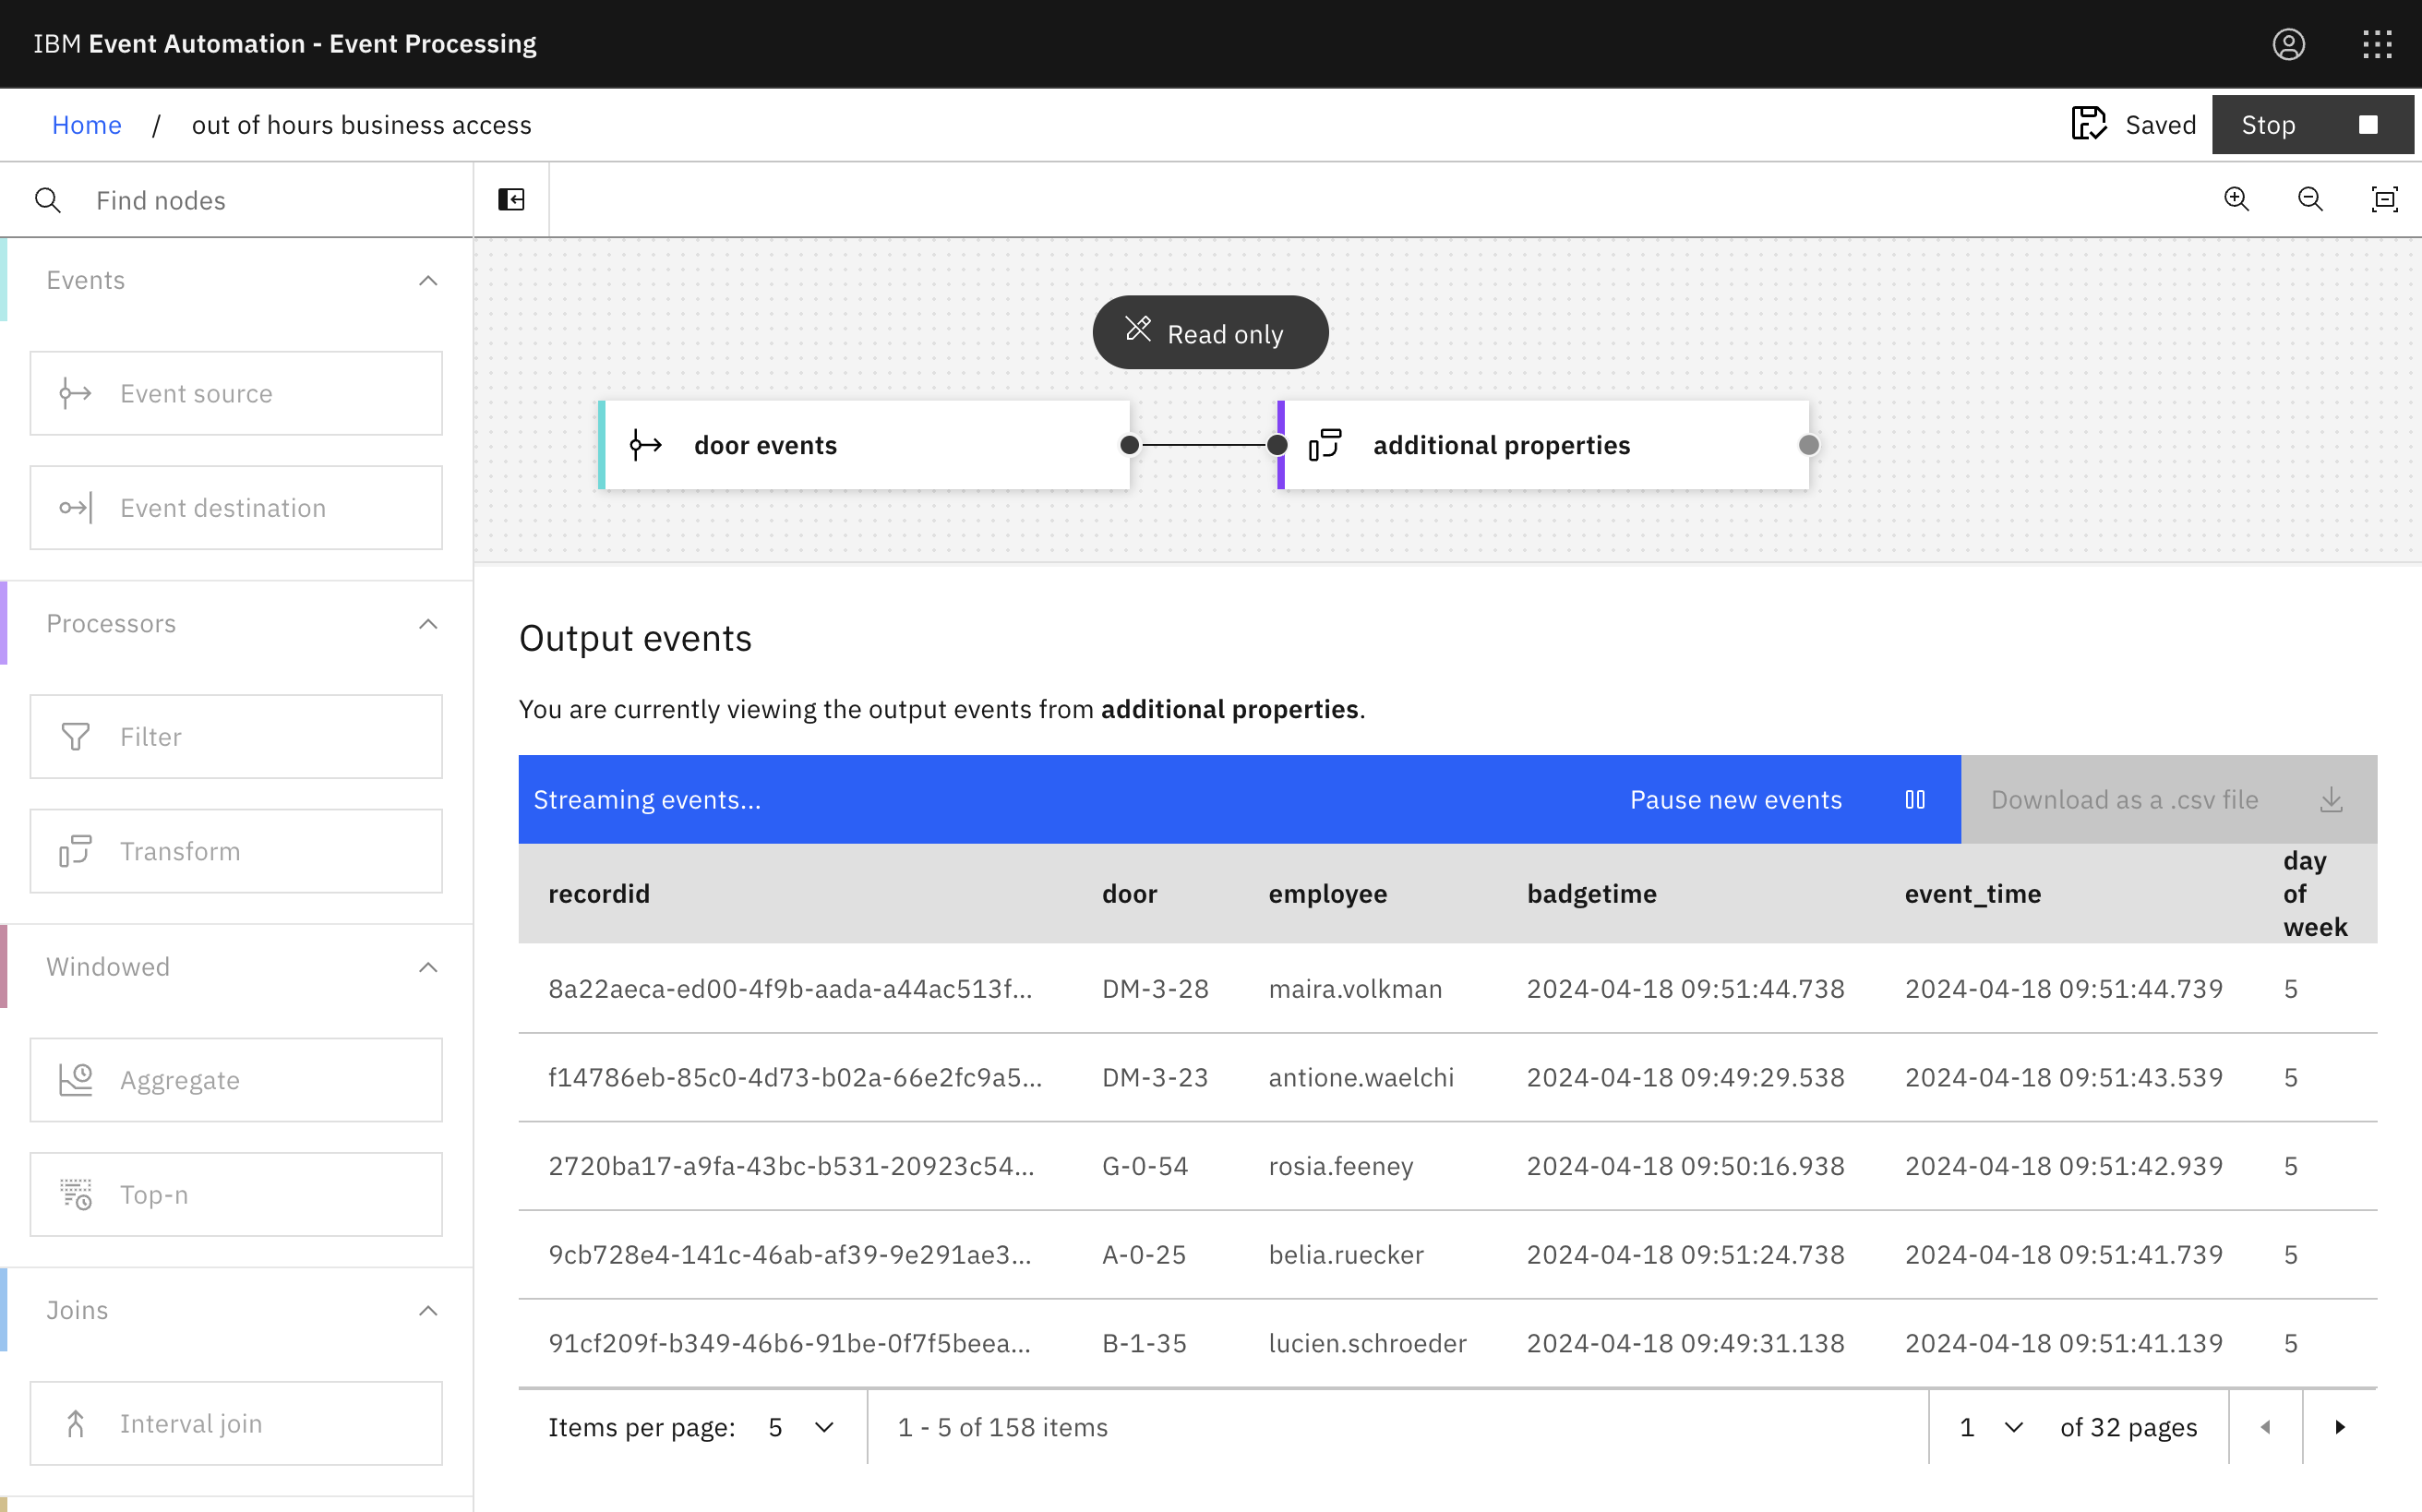 IBM Event Automation - Event Processing
Home / out of hours business access
Saved
Stop
Find nodes
Events
Event source
Event destination
Processors
Filter
Transform
Windowed
Aggregate
Top-n
Joins
Interval join
Read only
door events
additional properties
Output events
You are currently viewing the output events from additional properties.
Streaming events...
Pause new events
Download as a .csv file
recordid door employee badgetime event_time day of week
8a22aeca-ed00-4f9b-aada-a44ac513f... DM-3-28 maira.volkman 2024-04-18 09:51:44.738 2024-04-18 09:51:44.739 5
f14786eb-85c0-4d73-b02a-66e2fc9a5... DM-3-23 antione.waelchi 2024-04-18 09:49:29.538 2024-04-18 09:51:43.539 5
2720ba17-a9fa-43bc-b531-20923c54... G-0-54 rosia.feeney 2024-04-18 09:50:16.938 2024-04-18 09:51:42.939 5
9cb728e4-141c-46ab-af39-9e291ae3... A-0-25 belia.ruecker 2024-04-18 09:51:24.738 2024-04-18 09:51:41.739 5
91cf209f-b349-46b6-91be-0f7f5beea... B-1-35 lucien.schroeder 2024-04-18 09:49:31.138 2024-04-18 09:51:41.139 5
Items per page: 5 1 - 5 of 158 items 1 of 32 pages